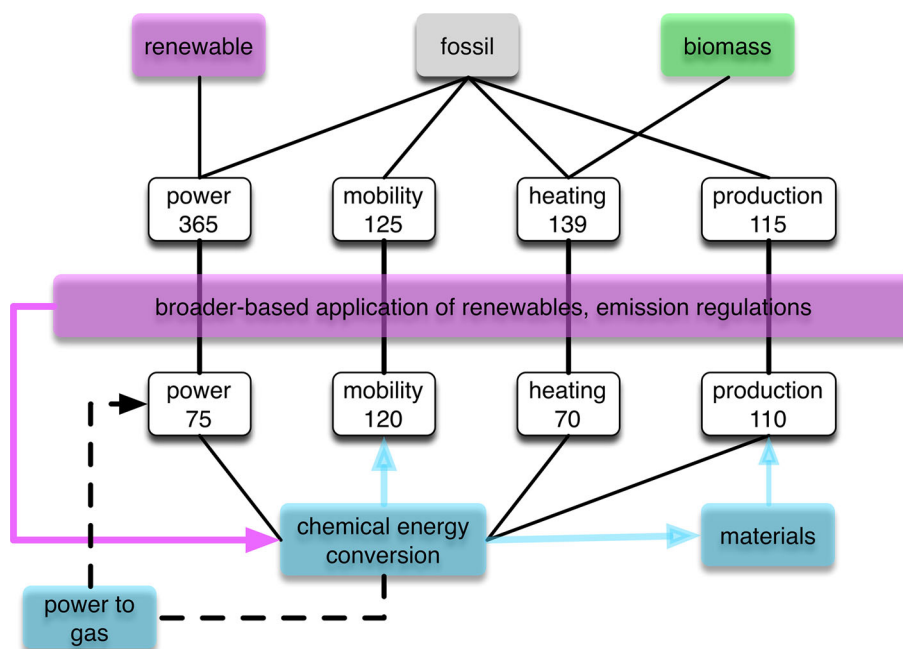 renewable
fossil
biomass
power
365
mobility
125
heating
139
production
115
broader-based application of renewables, emission regulations
power
75
mobility
120
heating
70
production
110
chemical energy
conversion
materials
power to
gas